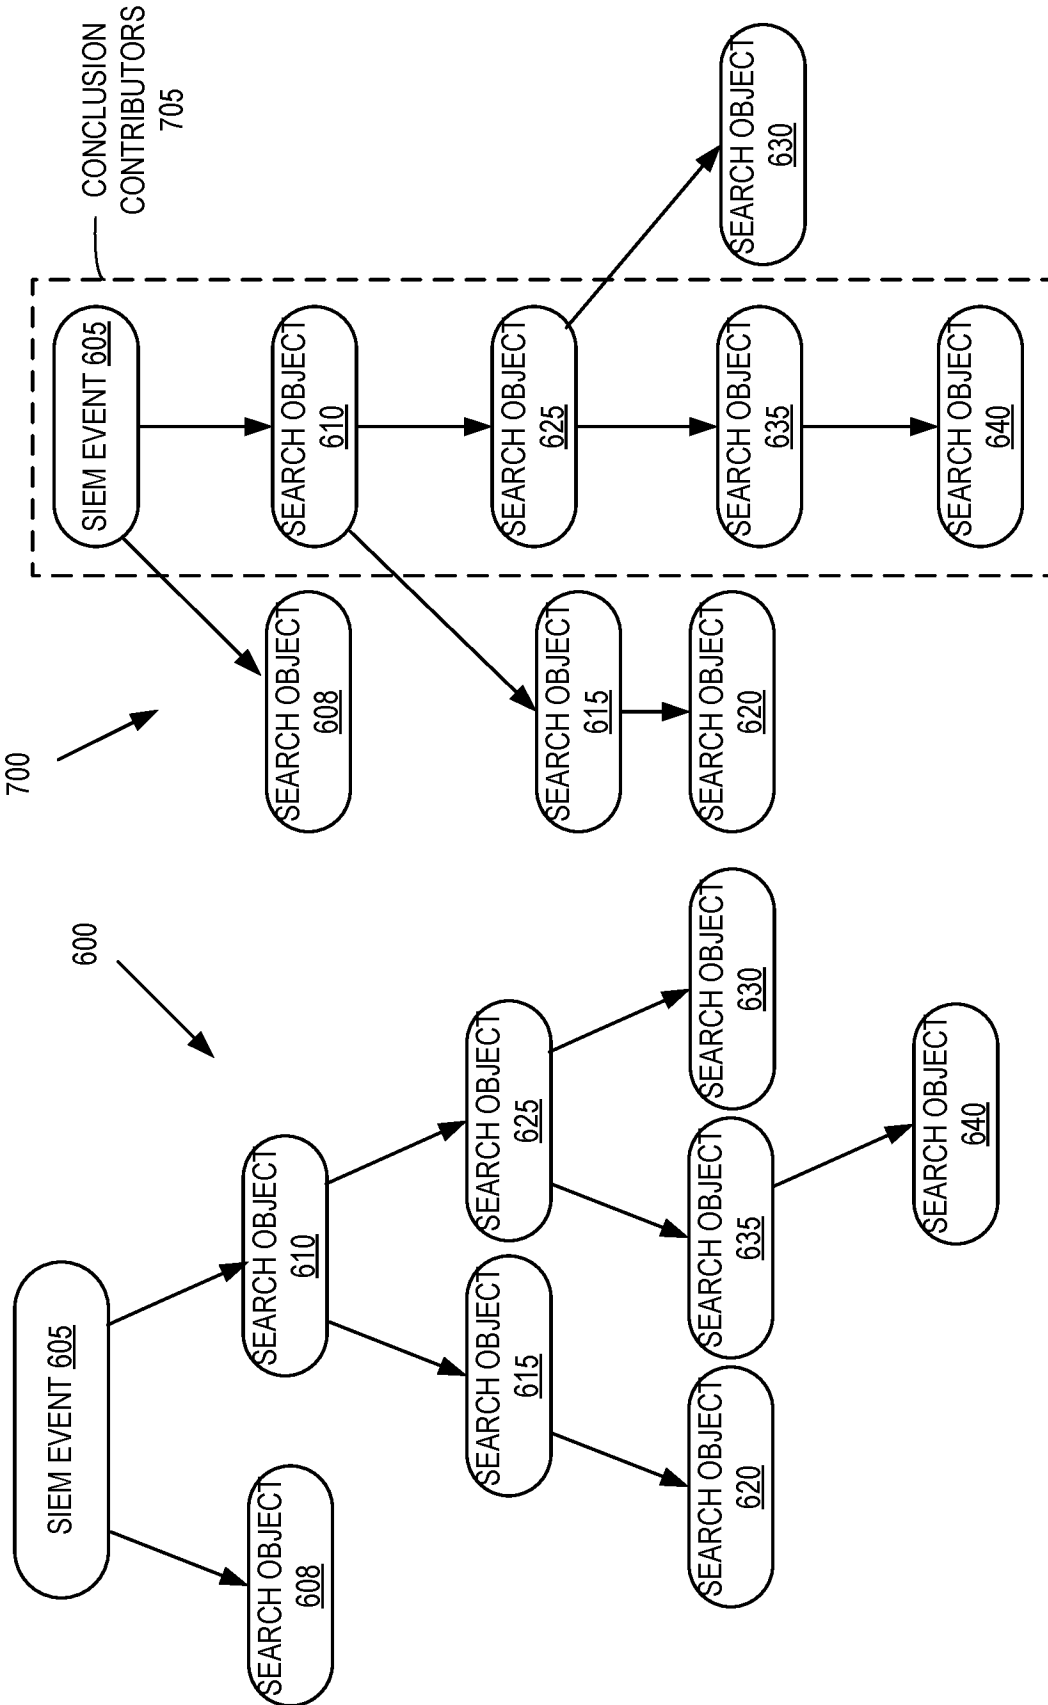 600
SIEM EVENT 605
SEARCH OBJECT
608
SEARCH OBJECT
610
SEARCH OBJECT
615
SEARCH OBJECT
625
SEARCH OBJECT
620
SEARCH OBJECT
635
SEARCH OBJECT
630
SEARCH OBJECT
640
700
CONCLUSION
CONTRIBUTORS
705
SIEM EVENT 605
SEARCH OBJECT
608
SEARCH OBJECT
610
SEARCH OBJECT
615
SEARCH OBJECT
625
SEARCH OBJECT
620
SEARCH OBJECT
635
SEARCH OBJECT
630
SEARCH OBJECT
640